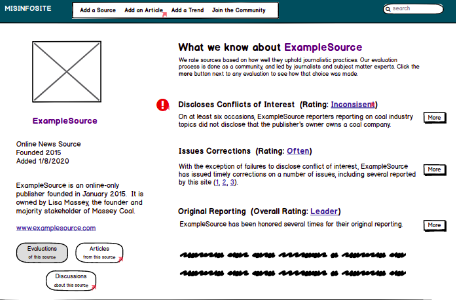 MISINFOSITE
Add a Source Add an Article Add a Trend Join the Community
search
What we know about ExampleSource
We rate sources based on how well they uphold journalistic practices. Our evaluation
process is done as a community, and led by journalists and subject matter experts. Click the
more button next to any evaluation to see how that choice was made.
ExampleSource
Online News Source
Founded 2015
Added 1/8/2020
ExampleSource is an online-only
publisher founded in January 2015. It is
owned by Lisa Massey, the founder and
majority stakeholder of Massey Coal.
www.examplesource.com
Evaluations
of this source
Articles
from this source
Discussions
about this source
Discloses Conflicts of Interest (Rating: Inconsisent)
On at least six occasions, ExampleSource reporters reporting on coal industry
topics did not disclose that the publisher's owner owns a coal company.
More
Issues Corrections (Rating: Often)
With the exception of failures to disclose conflict of interest, ExampleSource
has issued timely corrections on a number of issues, including several reported
by this site (1, 2, 3).
More
Original Reporting (Overall Rating: Leader)
ExampleSource has been honored several times for their original reporting.
More